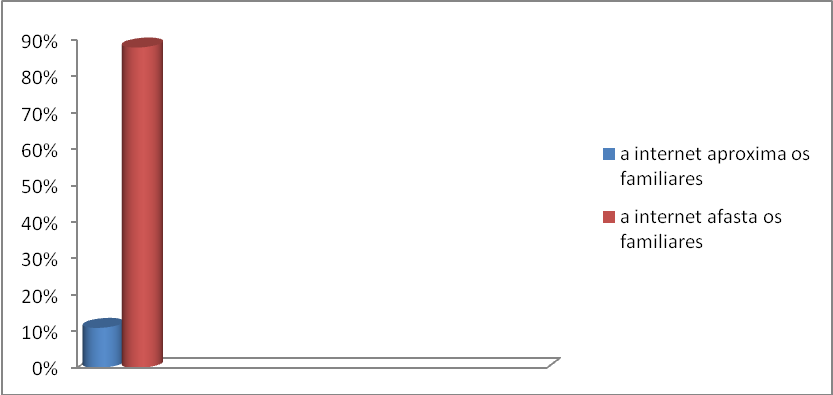 90%
80%
70%
60%
50%
40%
30%
20%
10%
0%
a internet aproxima os
familiares
a internet afasta os
familiares